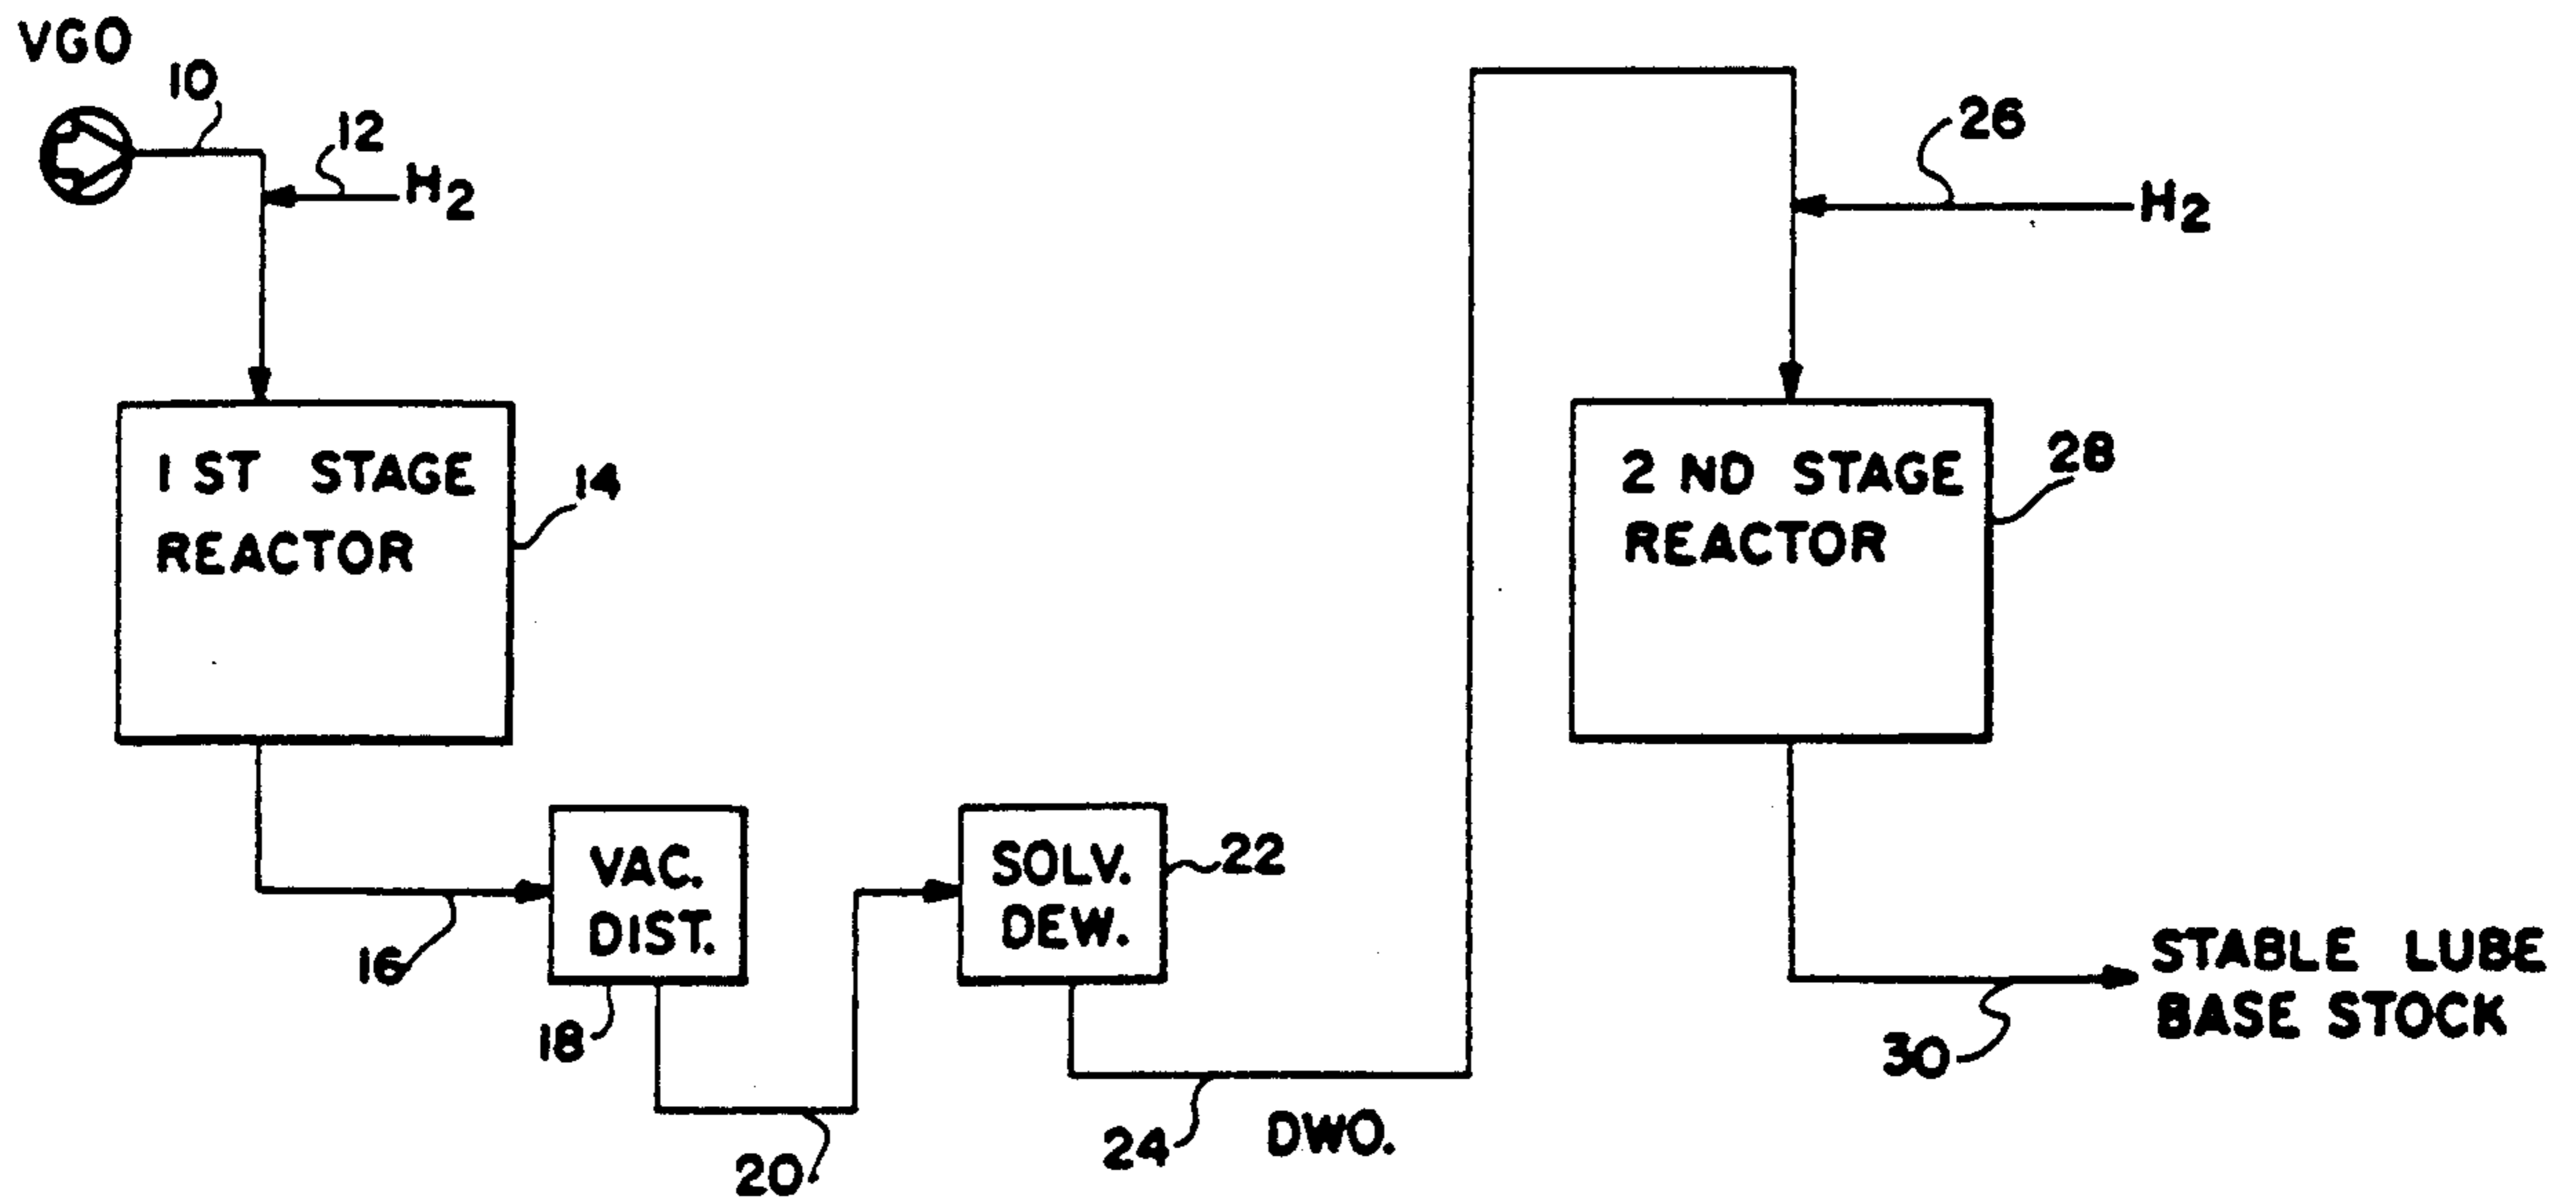 VGO
10
12
H2
26
H2
1 ST STAGE
REACTOR
14
2 ND STAGE
REACTOR
28
VAC.
DIST.
SOLV.
DEW.
22
16
18
20
24
DWO.
STABLE LUBE
BASE STOCK
30